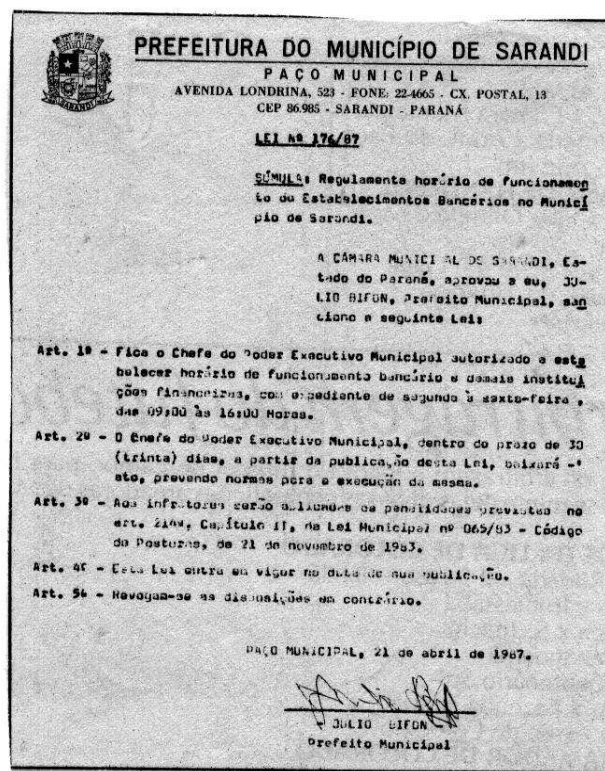 PREFEITURA DO MUNICÍPIO DE SARANDI
PAÇO MUNICIPAL
AVENIDA LONDRINA, 523 - FONE: 22-4665 - CX. POSTAL, 13
CEP 86.985 - SARANDI - PARANÁ
SARANDI
LEI Nº 176/87
SÚMULA: Regulamenta horário de funcionamen
to de Estabelecimentos Bancários no Municí
pio de Sarandi.
A CÂMARA MUNICIPAL DE SARANDI, Es-
tado do Paraná, aprovou e eu, JÚ-
LIO BIFON, Prefeito Municipal, san
ciono a seguinte Lei:
Art. 1º - Fica o Chefe do Poder Executivo Municipal autorizado a esta
belecer horário de funcionamento bancário e demais institui
ções financeiras, com expediente de segunda à sexta-feira,
das 09:00 às 16:00 Horas.
Art. 2º - O Chefe do Poder Executivo Municipal, dentro do prazo de 30
(trinta) dias, a partir da publicação desta Lei, baixará -
ato, prevendo normas para a execução da mesma.
Art. 3º - Aos infratores serão aplicadas as penalidades previstas no
art. Capítulo II, da Lei Municipal nº 065/83 - Código
de Posturas, de 21 de novembro de 1983.
Art. 4º - Esta Lei entra em vigor na data de sua publicação.
Art. 5º - Revogam-se as disposições em contrário.
PAÇO MUNICIPAL, 21 de abril de 1987.
JULIO BIFON
Prefeito Municipal